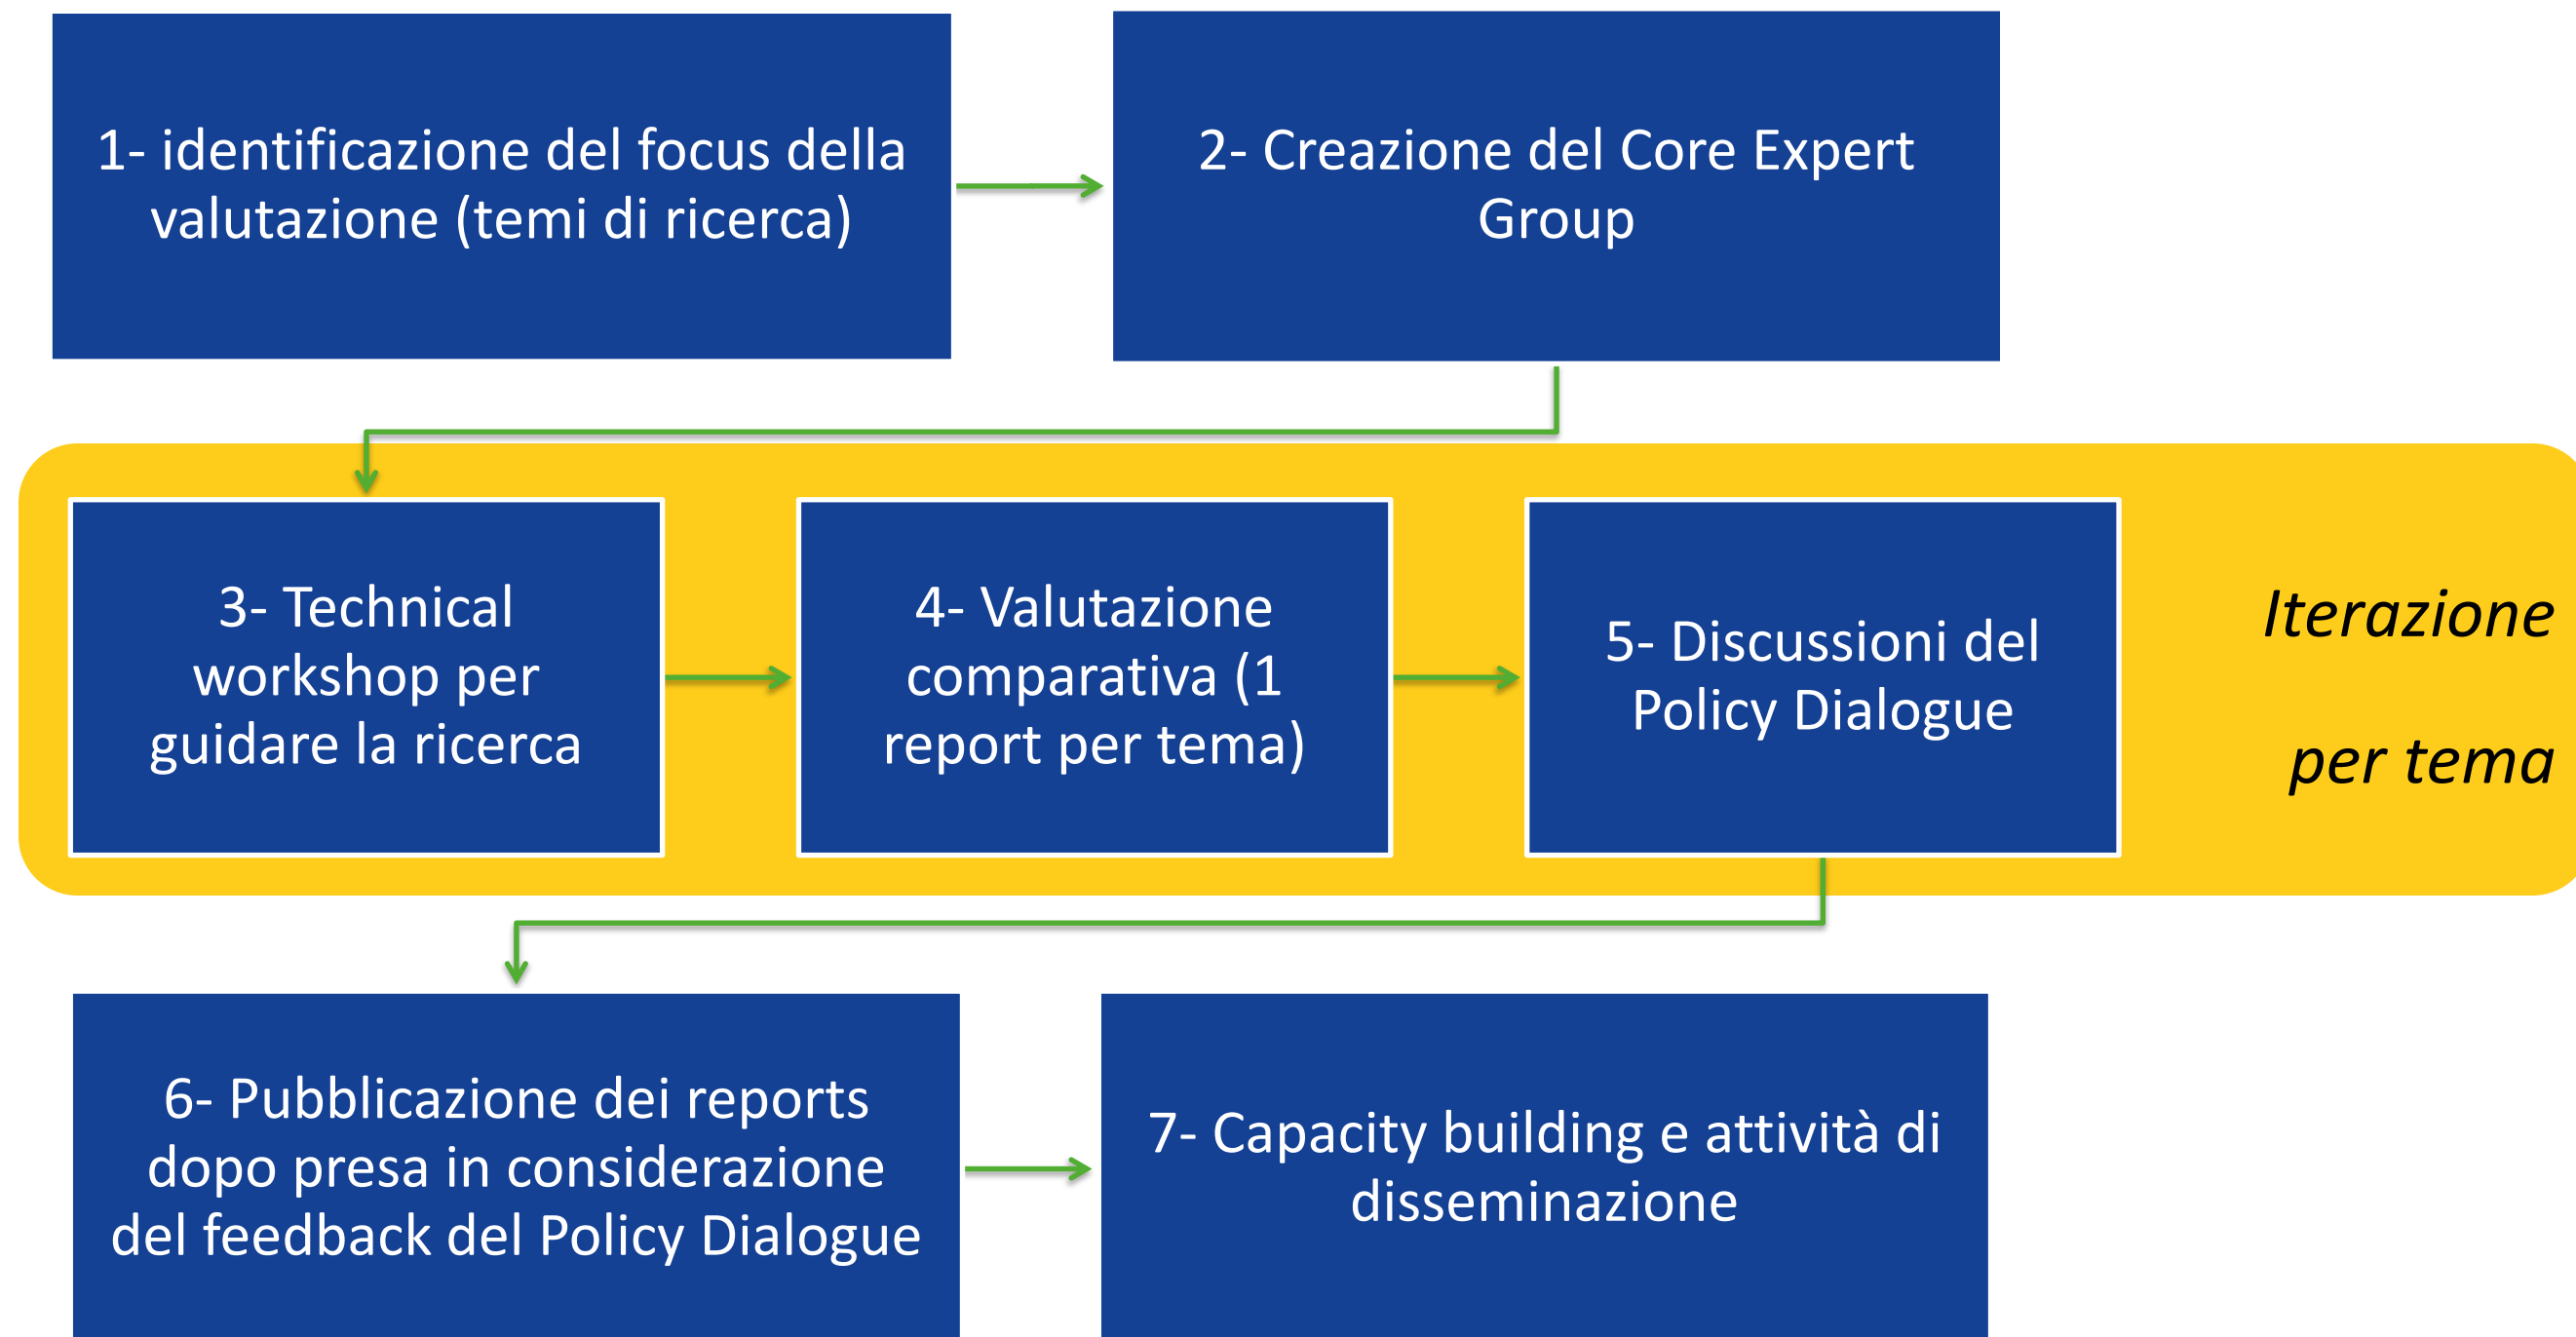 1- identificazione del focus della
valutazione (temi di ricerca)
2- Creazione del Core Expert
Group
3- Technical
workshop per
guidare la ricerca
4- Valutazione
comparativa (1
report per tema)
5- Discussioni del
Policy Dialogue
Iterazione
per tema
6- Pubblicazione dei reports
dopo presa in considerazione
del feedback del Policy Dialogue
7- Capacity building e attività di
disseminazione